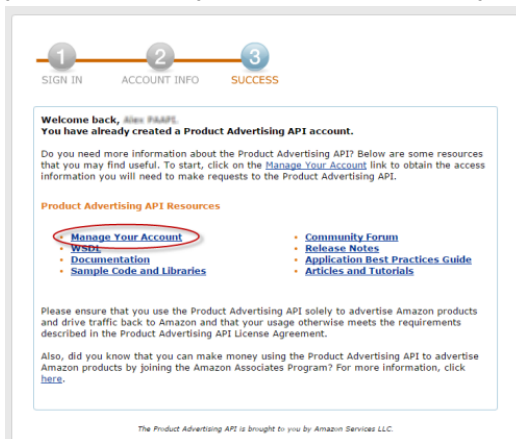 1
2
3
SIGN IN
ACCOUNT INFO
SUCCESS
Welcome back,
You have already created a Product Advertising API account.
Do you need more information about the Product Advertising API? Below are some resources
that you may find useful. To start, click on the Manage Your Account link to obtain the access
information you will need to make requests to the Product Advertising API.
Product Advertising API Resources
Manage Your Account
WSDL
Documentation
Sample Code and Libraries
Community Forum
Release Notes
Application Best Practices Guide
Articles and Tutorials
Please ensure that you use the Product Advertising API solely to advertise Amazon products
and drive traffic back to Amazon and that your usage otherwise meets the requirements
described in the Product Advertising API License Agreement.
Also, did you know that you can make money using the Product Advertising API to advertise
Amazon products by joining the Amazon Associates Program? For more information, click
here.
The Product Advertising API is brought to you by Amazon Services LLC.